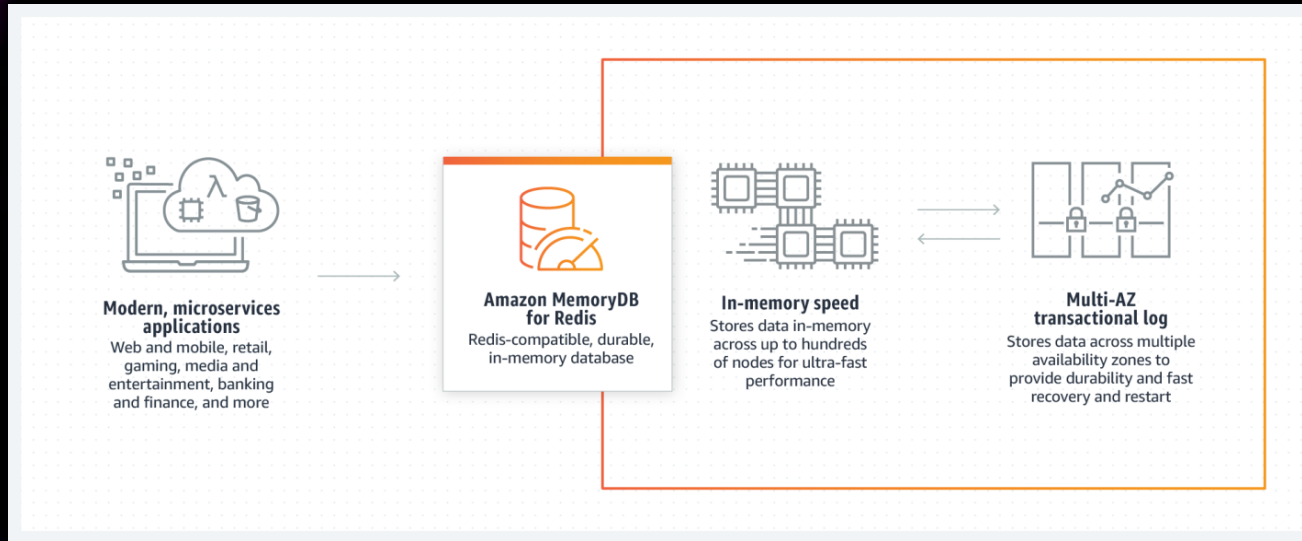 Modern, microservices
applications
Web and mobile, retail,
gaming, media and
entertainment, banking
and finance, and more
Amazon MemoryDB
for Redis
Redis-compatible, durable,
in-memory database
In-memory speed
Stores data in-memory
across up to hundreds
of nodes for ultra-fast
performance
Multi-AZ
transactional log
Stores data across multiple
availability zones to
provide durability and fast
recovery and restart